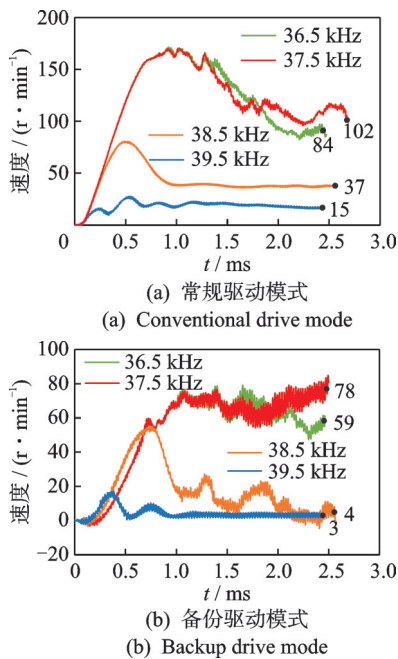 200
36.5 kHz
37.5 kHz
150
100
102
84
38.5 kHz
39.5 kHz
50
37
15
0
0 0.5 1.0 1.5 2.0 2.5 3.0
速度 / (r · min⁻¹)
t / ms
(a) 常规驱动模式
(a) Conventional drive mode
100
36.5 kHz
37.5 kHz
80
78
60
59
40
38.5 kHz
39.5 kHz
20
4
0
3
−20
0 0.5 1.0 1.5 2.0 2.5 3.0
速度 / (r · min⁻¹)
t / ms
(b) 备份驱动模式
(b) Backup drive mode